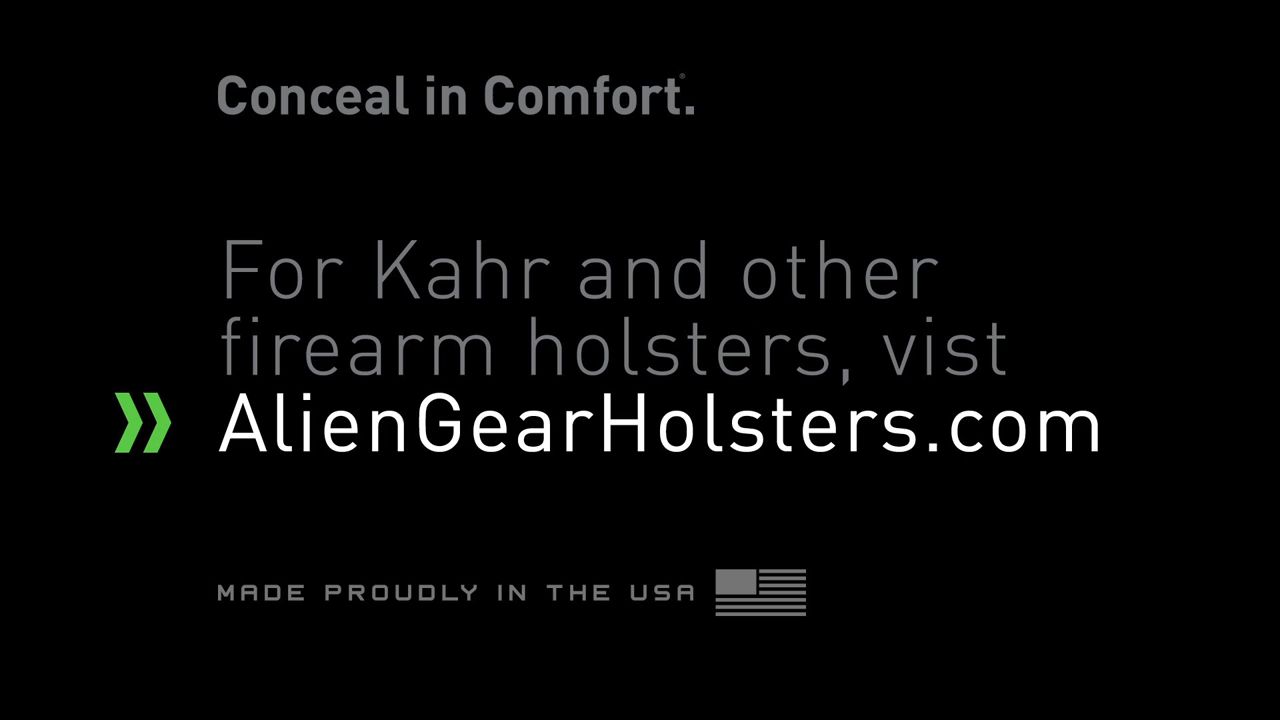 Conceal in Comfort.®
For Kahr and other
firearm holsters, vist
AlienGearHolsters.com
MADE PROUDLY IN THE USA